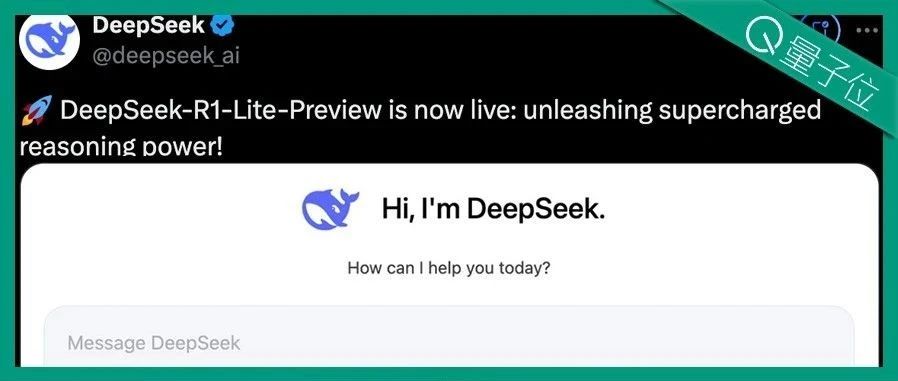 DeepSeek
@deepseek_ai
量子位
🚀 DeepSeek-R1-Lite-Preview is now live: unleashing supercharged
reasoning power!
Hi, I'm DeepSeek.
How can I help you today?
Message DeepSeek